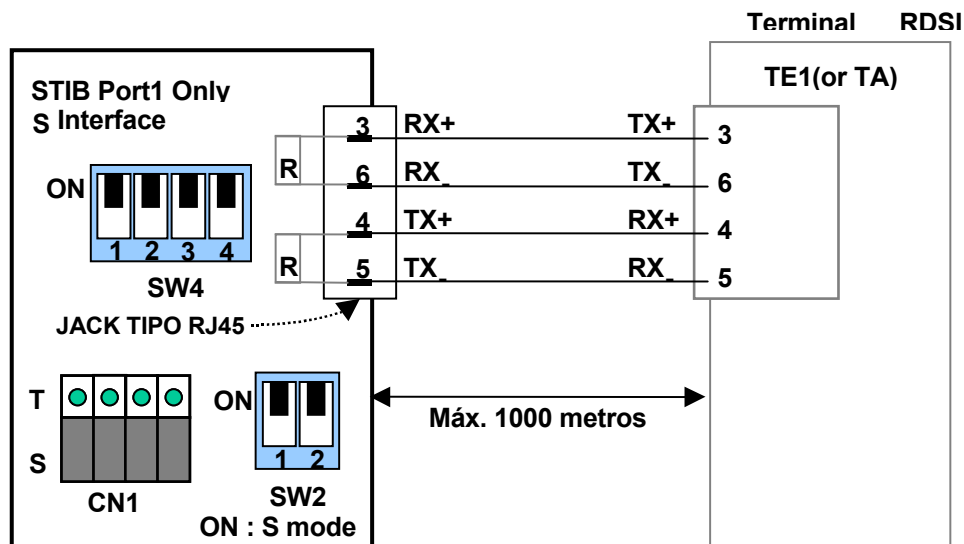 Terminal RDSI
STIB Port1 Only
S Interface
TE1(or TA)
3 RX+ TX+ 3
R
6 RX_ TX_ 6
ON
4 TX+ RX+ 4
1 2 3 4
R
5 TX_ RX_ 5
SW4
JACK TIPO RJ45
T
ON
Máx. 1000 metros
S
1 2
CN1
SW2
ON : S mode